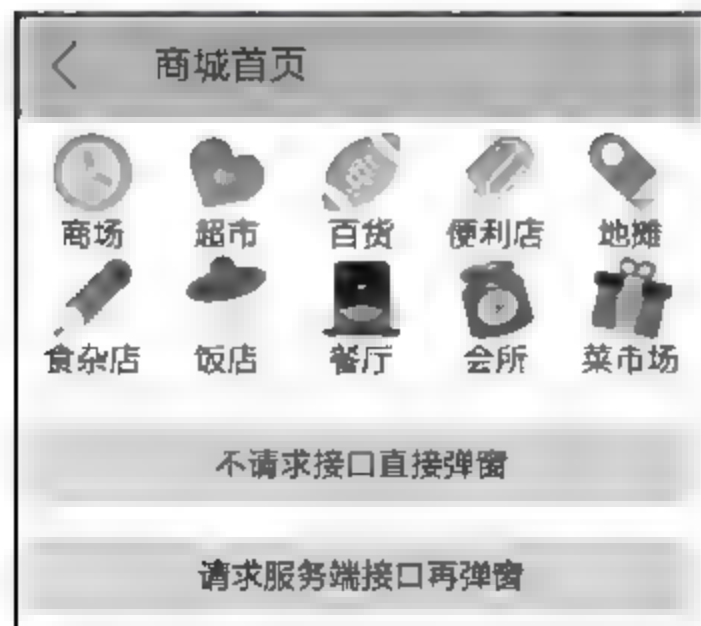 商城首页
商场 超市 百货 便利店 地摊
食杂店 饭店 餐厅 会所 菜市场
不请求接口直接弹窗
请求服务端接口再弹窗